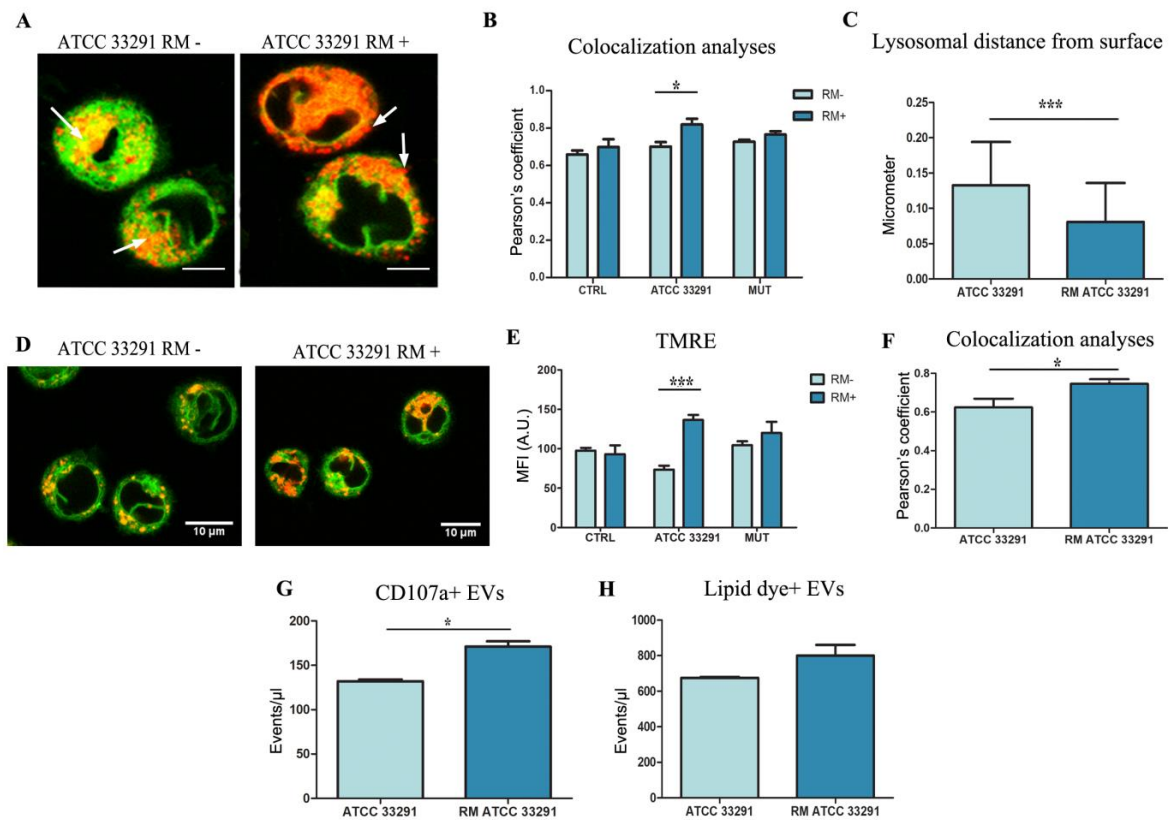 A
ATCC 33291 RM -
ATCC 33291 RM +
B
Colocalization analyses
Pearson's coefficient
1.0
0.8
0.6
0.4
0.2
0.0
*
RM-
RM+
CTRL
ATCC 33291
MUT
C
Lysosomal distance from surface
Micrometer
0.25
0.20
0.15
0.10
0.05
0.00
***
ATCC 33291
RM ATCC 33291
D
ATCC 33291 RM -
ATCC 33291 RM +
10 µm
10 µm
E
TMRE
MFI (A.U.)
200
150
100
50
0
***
RM-
RM+
CTRL
ATCC 33291
MUT
F
Colocalization analyses
Pearson's coefficient
0.8
0.6
0.4
0.2
0.0
*
ATCC 33291
RM ATCC 33291
G
CD107a+ EVs
Events/µl
200
150
100
50
0
*
ATCC 33291
RM ATCC 33291
H
Lipid dye+ EVs
Events/µl
1000
800
600
400
200
0
ATCC 33291
RM ATCC 33291